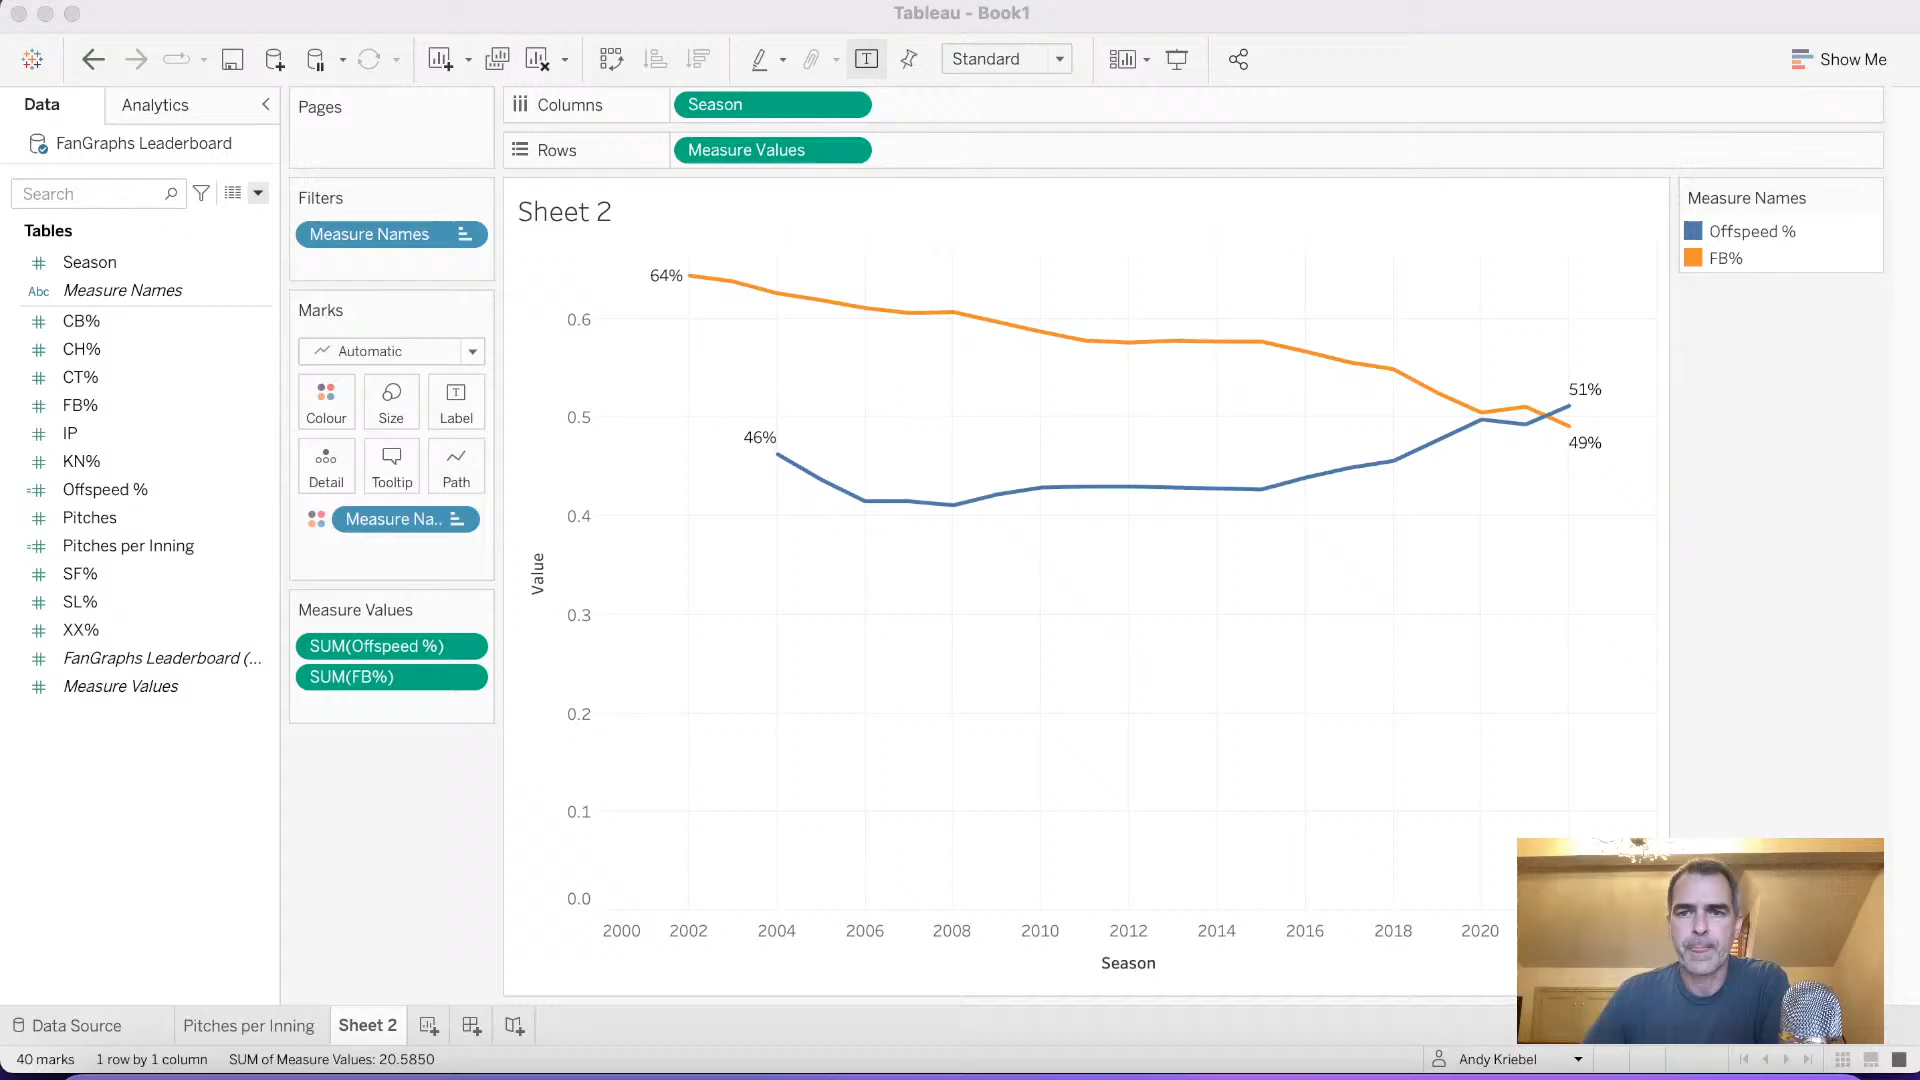 Tableau - Book1
Standard
Show Me
Data
Analytics
FanGraphs Leaderboard
Search
Tables
Season
Abc Measure Names
CB%
CH%
CT%
FB%
IP
KN%
Offspeed %
Pitches
Pitches per Inning
SF%
SL%
XX%
FanGraphs Leaderboard (...
Measure Values
Pages
Filters
Measure Names
Marks
Automatic
Colour
Size
Label
Detail
Tooltip
Path
Measure Na..
Measure Values
SUM(Offspeed %)
SUM(FB%)
Columns
Season
Rows
Measure Values
Sheet 2
64%
0.6
51%
0.5
46%
49%
0.4
0.3
0.2
0.1
0.0
Value
2000 2002 2004 2006 2008 2010 2012 2014 2016 2018 2020
Season
Measure Names
Offspeed %
FB%
Data Source
Pitches per Inning
Sheet 2
40 marks
1 row by 1 column
SUM of Measure Values: 20.5850
Andy Kriebel